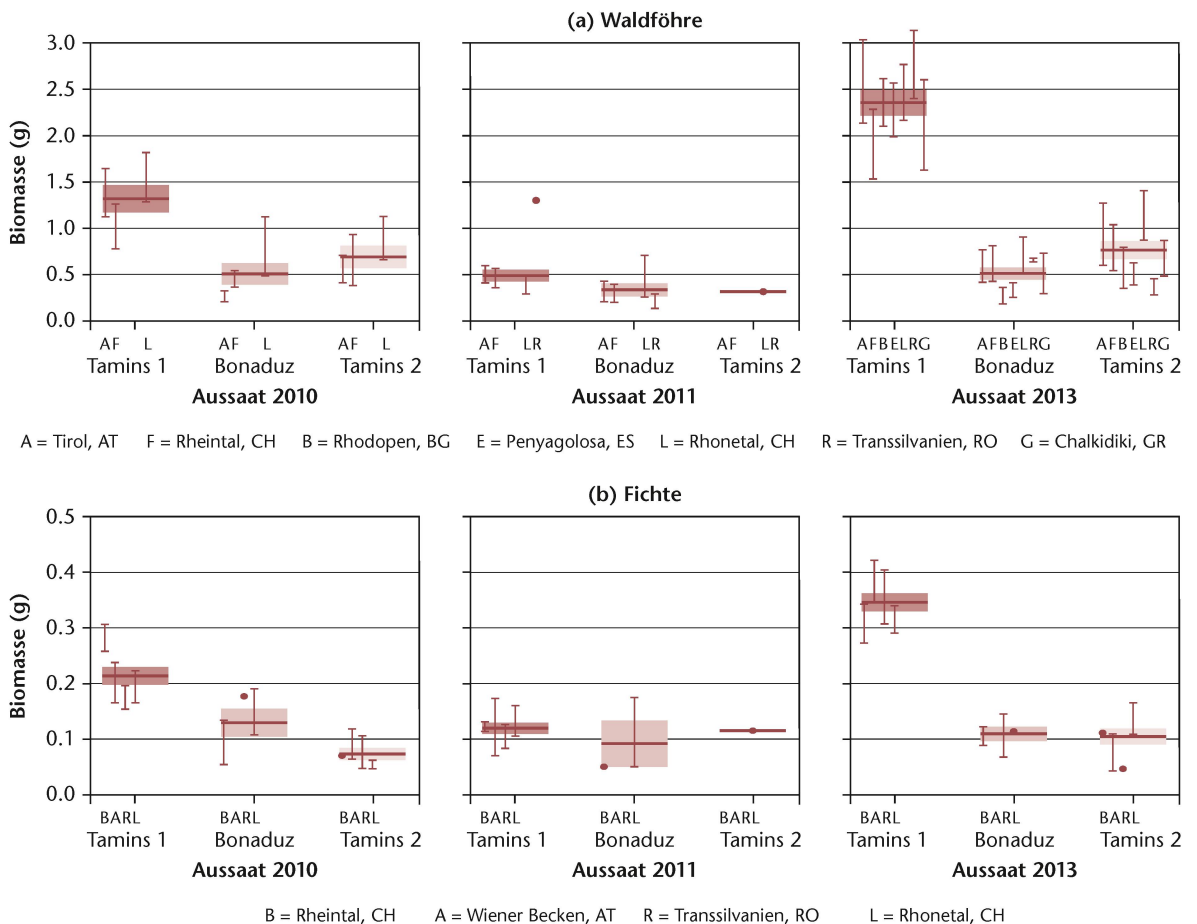 (a) Waldföhre
Biomasse (g)
3.0
2.5
2.0
1.5
1.0
0.5
0.0
AF L AF L AF L
Tamins 1 Bonaduz Tamins 2
Aussaat 2010
AF LR AF LR AF LR
Tamins 1 Bonaduz Tamins 2
Aussaat 2011
AFBELRG AFBELRG AFBELRG
Tamins 1 Bonaduz Tamins 2
Aussaat 2013
A = Tirol, AT F = Rheintal, CH B = Rhodopen, BG E = Penyagolosa, ES L = Rhonetal, CH R = Transsilvanien, RO G = Chalkidiki, GR
(b) Fichte
Biomasse (g)
0.5
0.4
0.3
0.2
0.1
0.0
BARL BARL BARL
Tamins 1 Bonaduz Tamins 2
Aussaat 2010
BARL BARL BARL
Tamins 1 Bonaduz Tamins 2
Aussaat 2011
BARL BARL BARL
Tamins 1 Bonaduz Tamins 2
Aussaat 2013
B = Rheintal, CH A = Wiener Becken, AT R = Transsilvanien, RO L = Rhonetal, CH